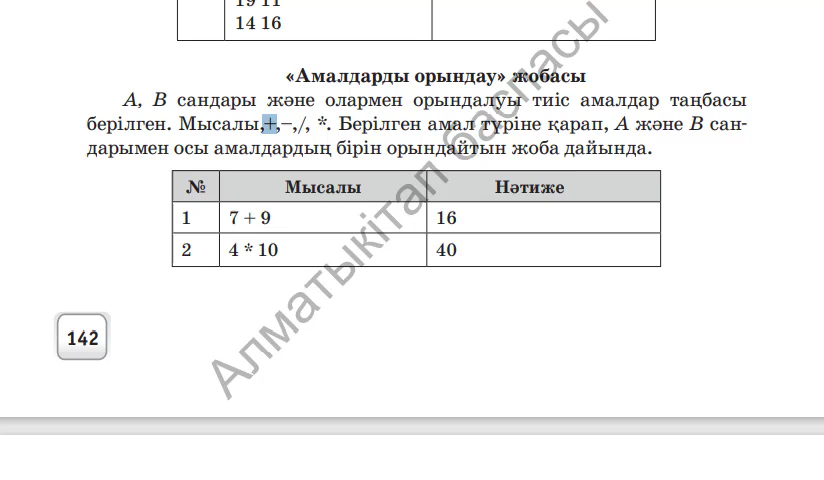 19 11
14 16
«Амалдарды орындау» жобасы
A, B сандары және олармен орындалуы тиіс амалдар таңбасы
берілген. Мысалы,+,−,/, *. Берілген амал түріне қарап, A және B сан-
дарымен осы амалдардың бірін орындайтын жоба дайында.
№ Мысалы Нәтиже
1 7 + 9 16
2 4 * 10 40
142
Алматыкітап баспасы